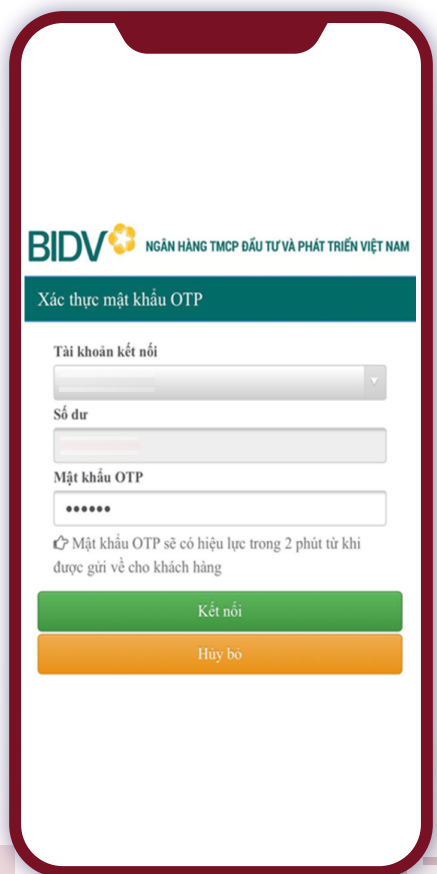 BIDV NGÂN HÀNG TMCP ĐẦU TƯ VÀ PHÁT TRIỂN VIỆT NAM
Xác thực mật khẩu OTP
Tài khoản kết nối
Số dư
Mật khẩu OTP
••••••
Mật khẩu OTP sẽ có hiệu lực trong 2 phút từ khi
được gửi về cho khách hàng
Kết nối
Hủy bỏ